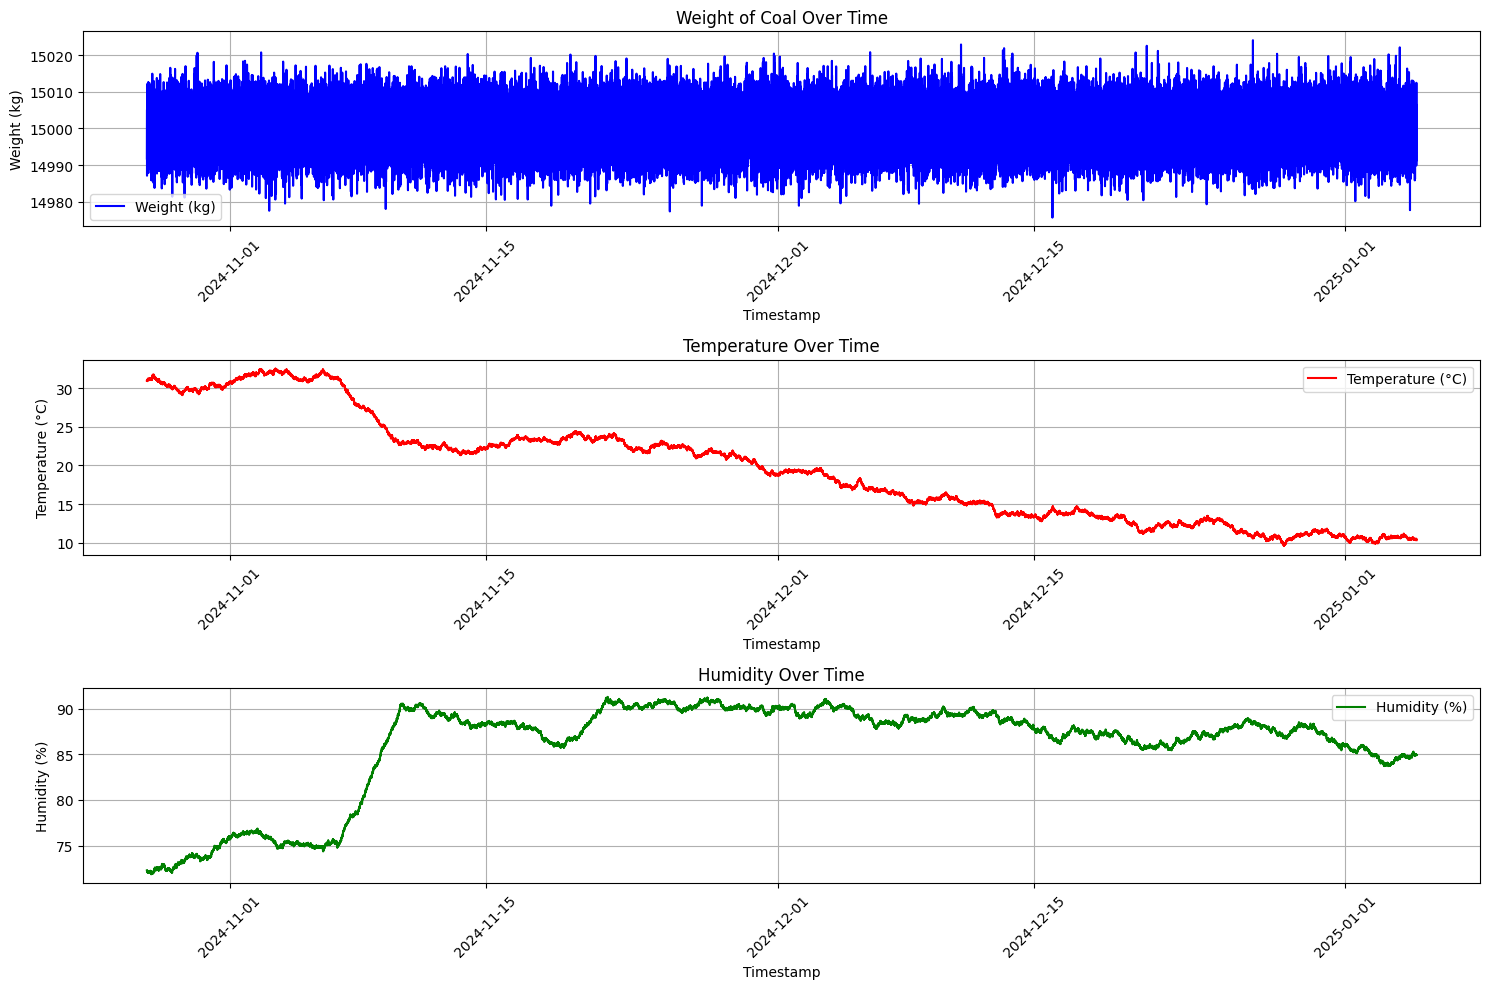 Weight of Coal Over Time
Weight (kg)
15020
15010
15000
14990
14980
Weight (kg)
2024-11-01
2024-11-15
2024-12-01
2024-12-15
2025-01-01
Timestamp
Temperature Over Time
Temperature (°C)
30
25
20
15
10
Temperature (°C)
2024-11-01
2024-11-15
2024-12-01
2024-12-15
2025-01-01
Timestamp
Humidity Over Time
Humidity (%)
90
85
80
75
Humidity (%)
2024-11-01
2024-11-15
2024-12-01
2024-12-15
2025-01-01
Timestamp